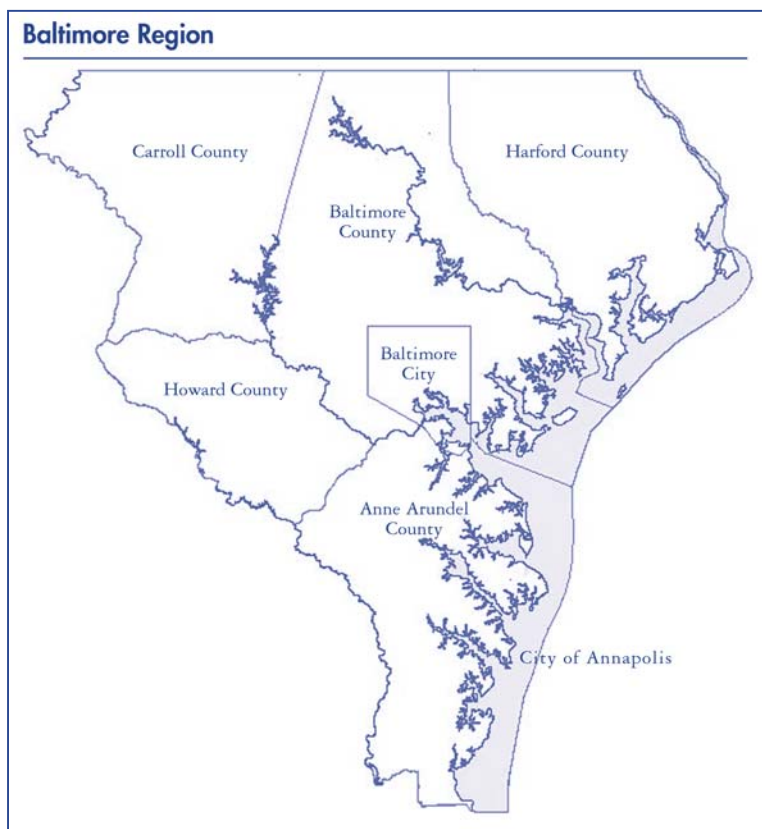 Baltimore Region
Carroll County
Harford County
Baltimore
County
Baltimore
City
Howard County
Anne Arundel
County
City of Annapolis